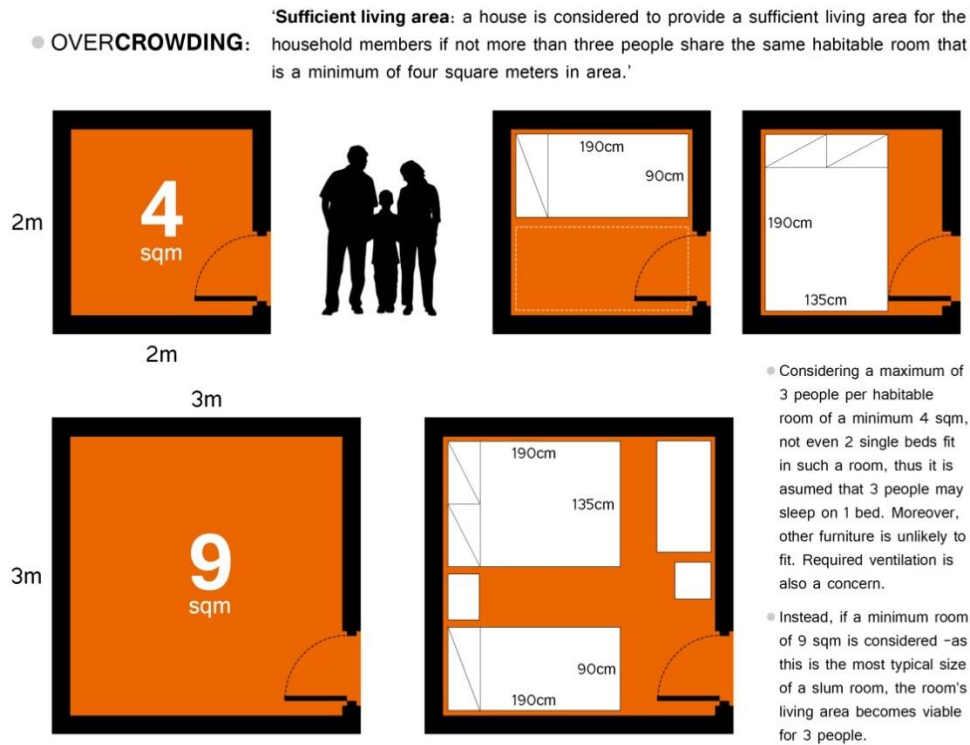 'Sufficient living area: a house is considered to provide a sufficient living area for the
OVERCROWDING: household members if not more than three people share the same habitable room that
is a minimum of four square meters in area.'
2m
4
sqm
2m
190cm
90cm
190cm
135cm
3m
3m
9
sqm
190cm
135cm
90cm
190cm
Considering a maximum of
3 people per habitable
room of a minimum 4 sqm,
not even 2 single beds fit
in such a room, thus it is
asumed that 3 people may
sleep on 1 bed. Moreover,
other furniture is unlikely to
fit. Required ventilation is
also a concern.
Instead, if a minimum room
of 9 sqm is considered -as
this is the most typical size
of a slum room, the room's
living area becomes viable
for 3 people.